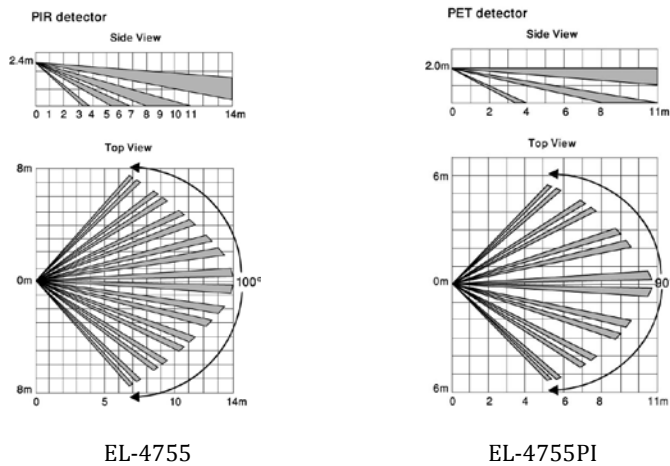 PIR detector
Side View
2.4m
0 1 2 3 4 5 6 7 8 9 10 11 14m
Top View
8m
0m
100°
8m
0 5 10 14m
EL-4755
PET detector
Side View
2.0m
0 2 4 6 8 11m
Top View
6m
0m
90
6m
0 2 4 6 8 11m
EL-4755PI